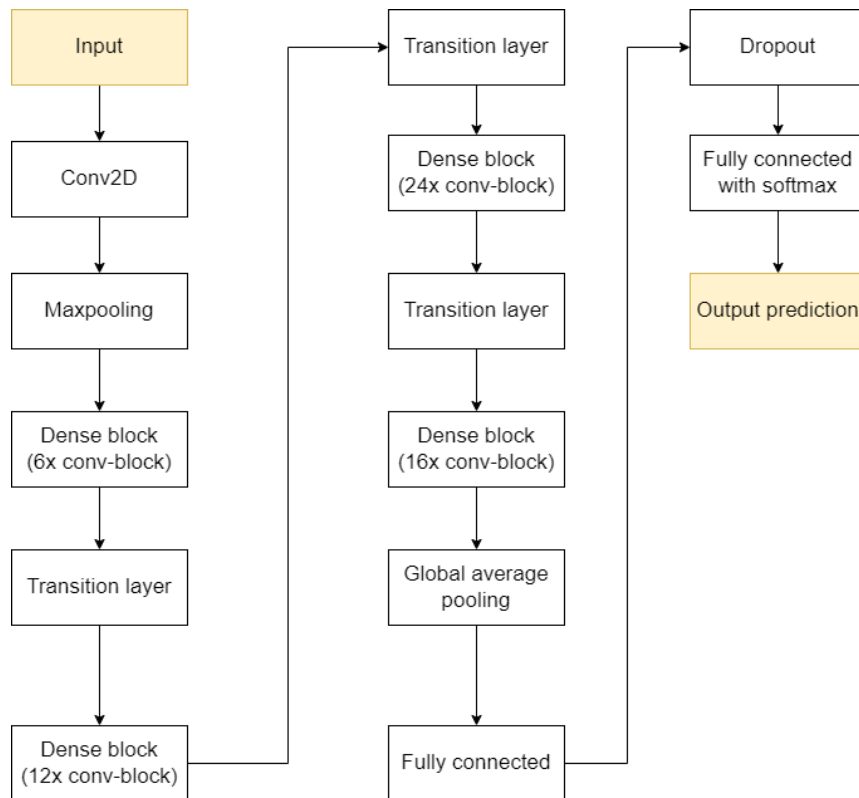 Input
Conv2D
Maxpooling
Dense block
(6x conv-block)
Transition layer
Dense block
(12x conv-block)
Transition layer
Dense block
(24x conv-block)
Transition layer
Dense block
(16x conv-block)
Global average
pooling
Fully connected
Dropout
Fully connected
with softmax
Output prediction